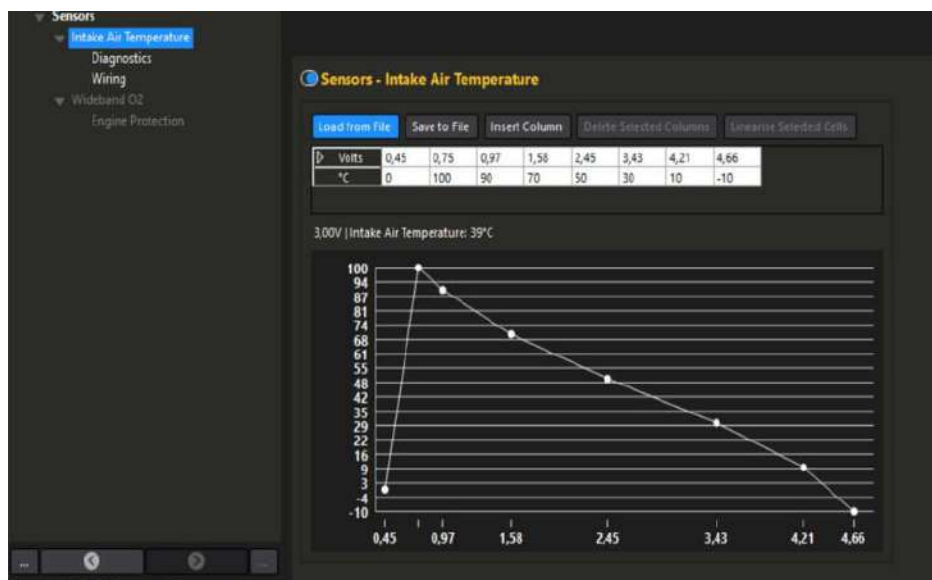 Sensors
Intake Air Temperature
Diagnostics
Wiring
Wideband O2
Engine Protection
Sensors - Intake Air Temperature
Load from File Save to File Insert Column Delete Selected Columns Linearise Selected Cells
Volts 0,45 0,75 0,97 1,58 2,45 3,43 4,21 4,66
°C 0 100 90 70 50 30 10 -10
3,00V | Intake Air Temperature: 39°C
100
94
87
81
74
68
61
55
48
42
35
29
22
16
9
3
-4
-10
0,45 0,97 1,58 2,45 3,43 4,21 4,66
... ...